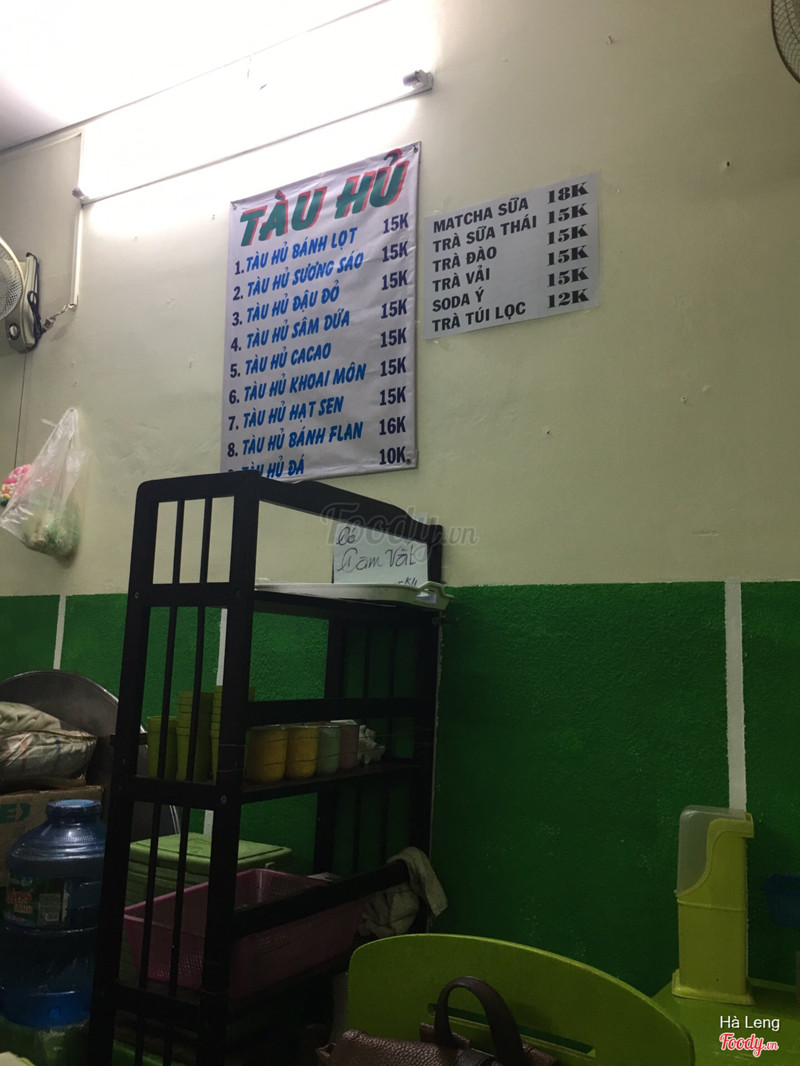 TÀU HỦ
1. TÀU HỦ BÁNH LỌT 15K
2. TÀU HỦ SƯƠNG SÁO 15K
3. TÀU HỦ ĐẬU ĐỎ 15K
4. TÀU HỦ SÂM DỨA 15K
5. TÀU HỦ CACAO 15K
6. TÀU HỦ KHOAI MÔN 15K
7. TÀU HỦ HẠT SEN 15K
8. TÀU HỦ BÁNH FLAN 16K
TÀU HỦ ĐÁ 10K
MATCHA SỮA 18K
TRÀ SỮA THÁI 15K
TRÀ ĐÀO 15K
TRÀ VẢI 15K
SODA Ý 15K
TRÀ TÚI LỌC 12K
Foody.vn
Có
Hà Leng
Foody.vn